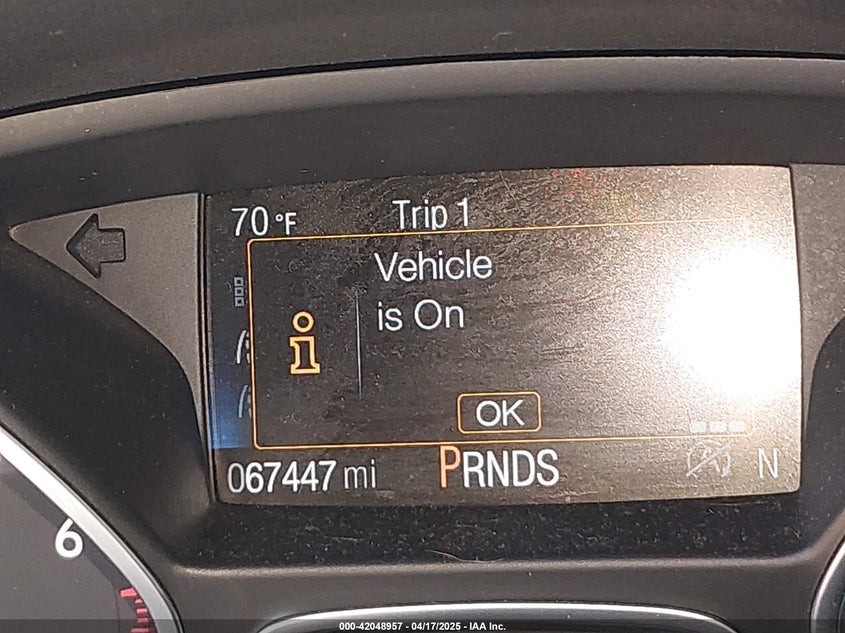 70 °F Trip 1
Vehicle
is On
i
OK
067447 mi PRNDS N
6
000-42048957 - 04/17/2025 - IAA Inc.